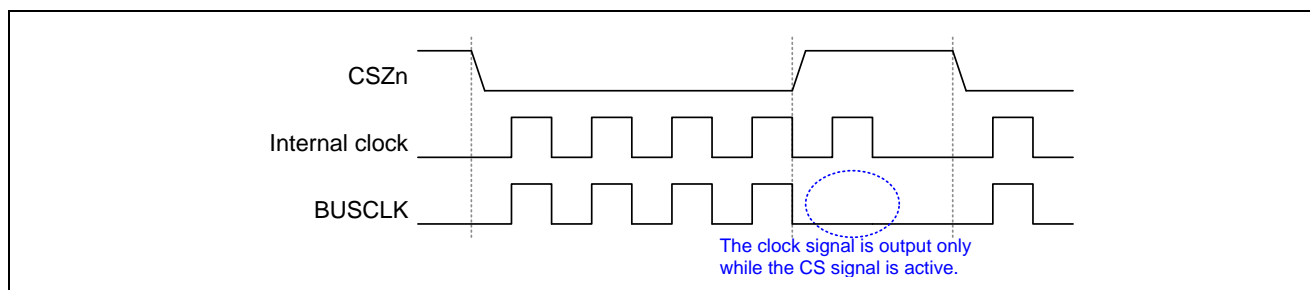 CSZn
Internal clock
BUSCLK
The clock signal is output only
while the CS signal is active.